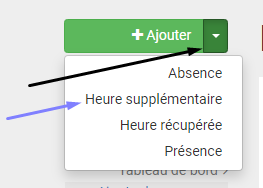 + Ajouter
Absence
Heure supplémentaire
Heure récupérée
Présence
Tableau de bord